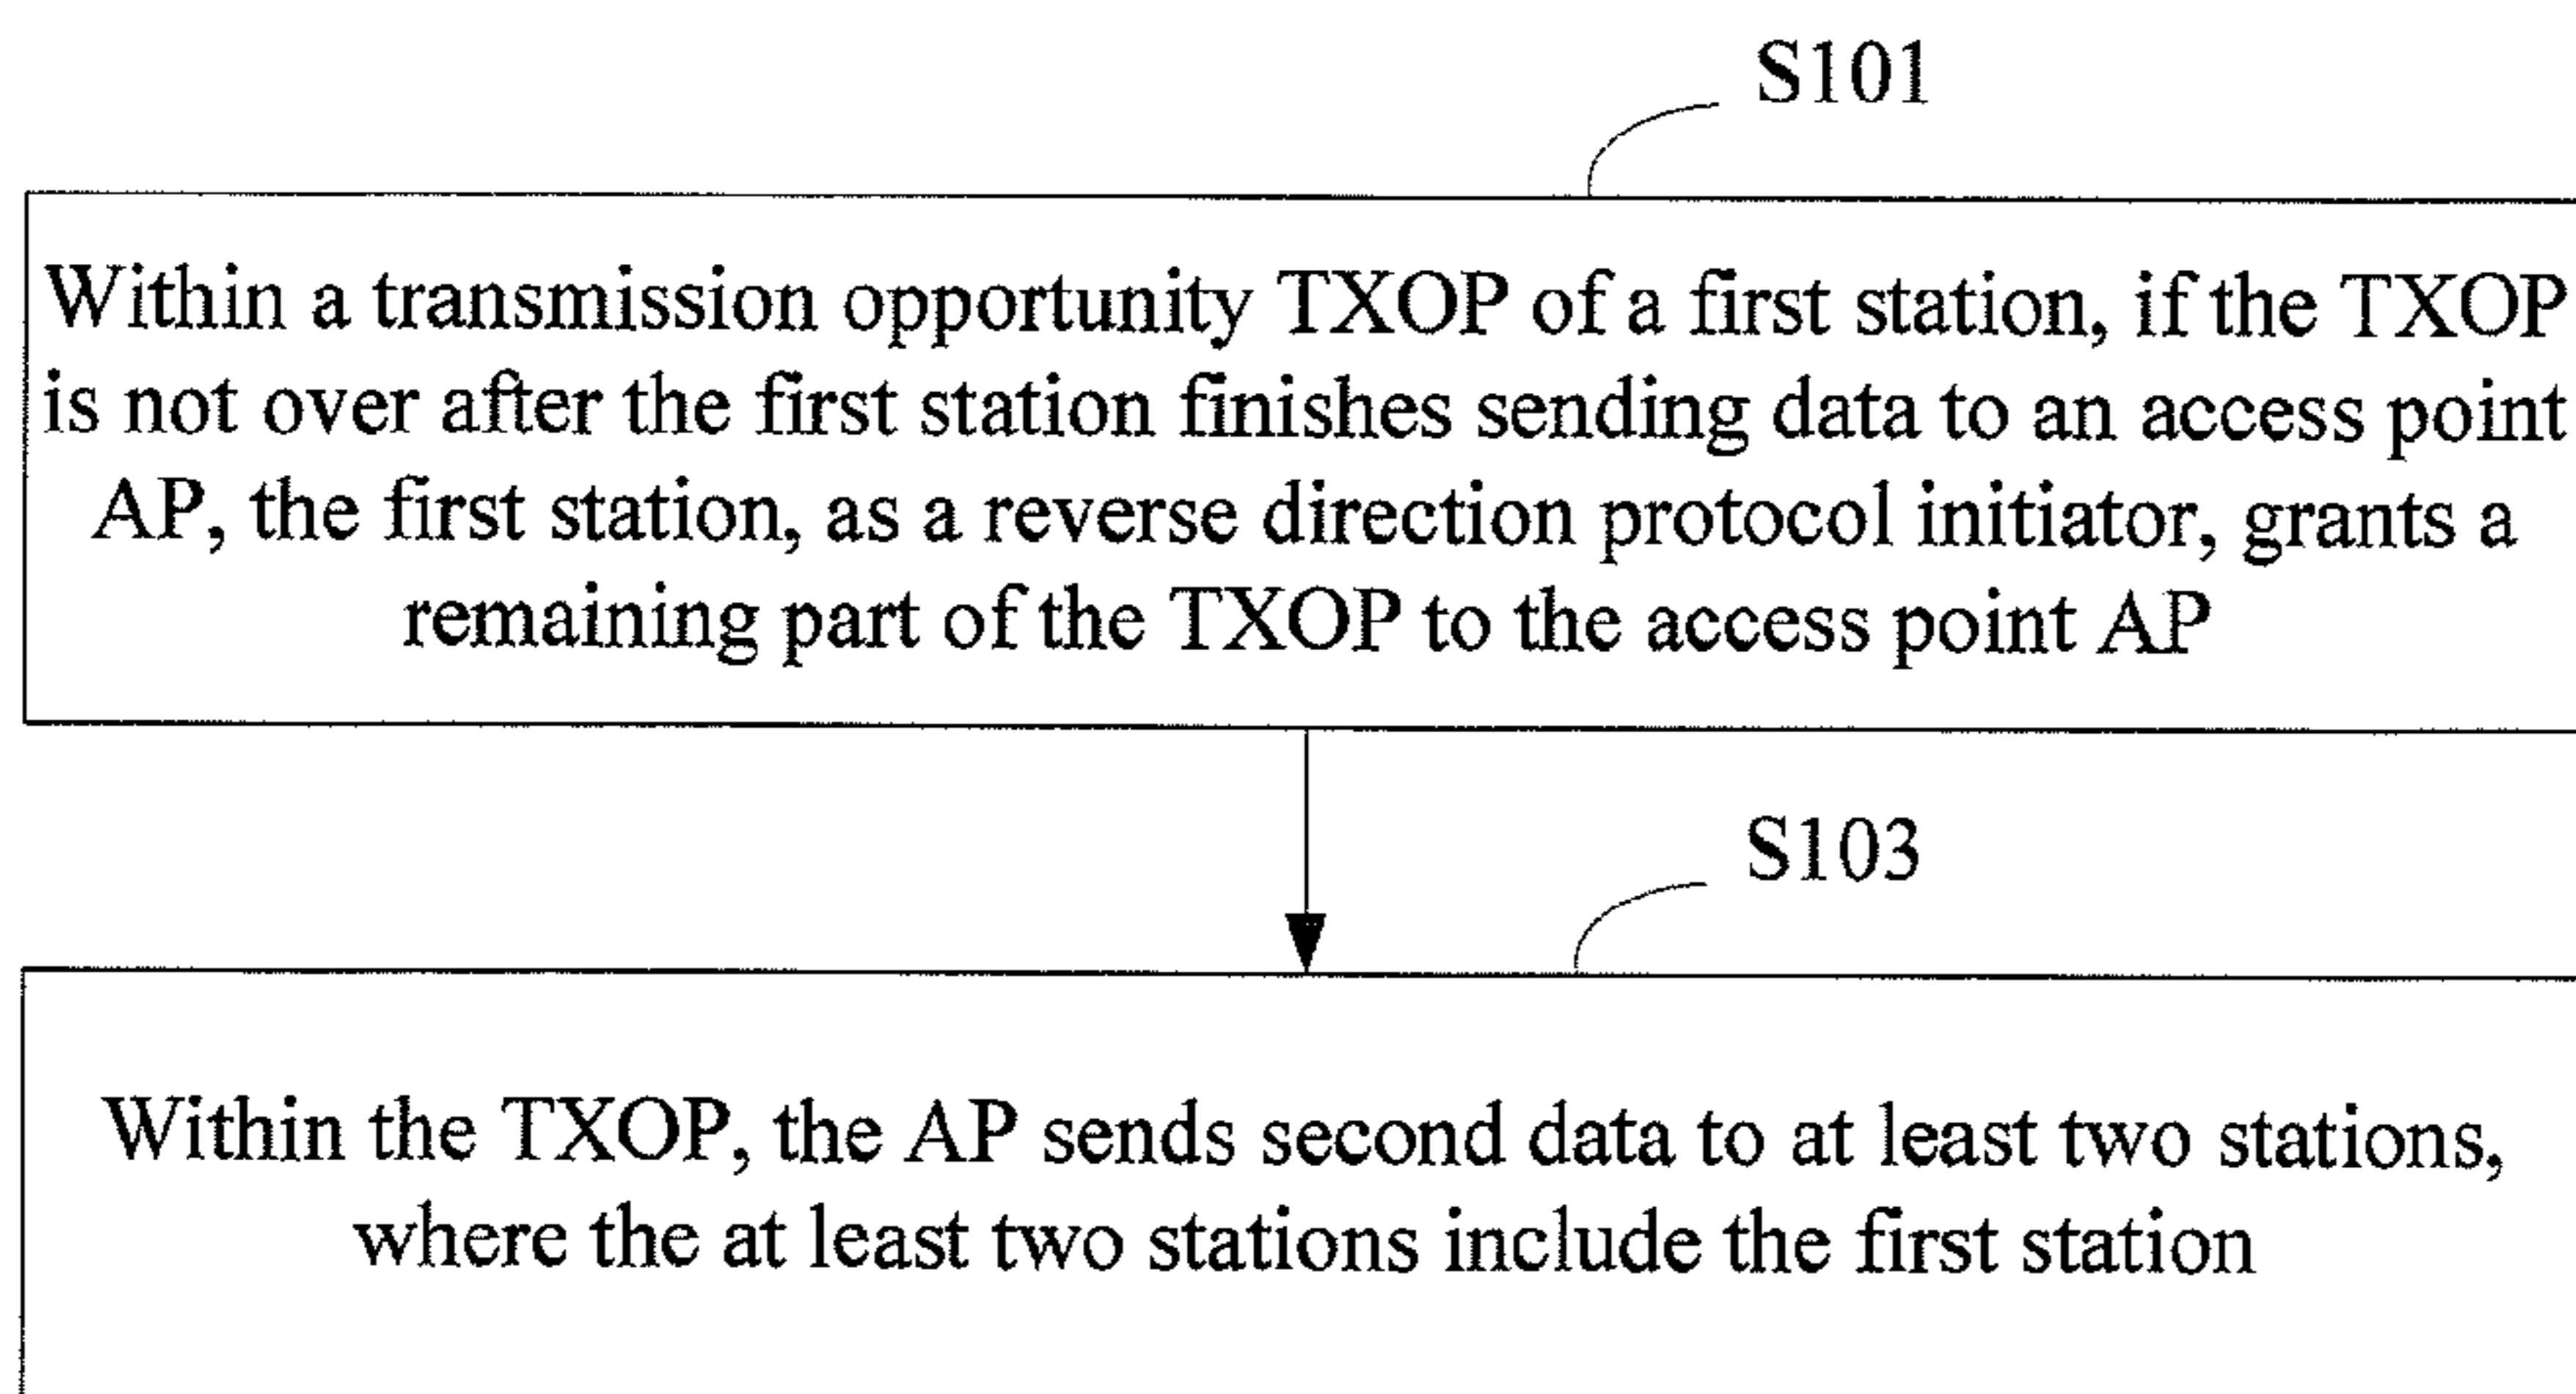 S101
Within a transmission opportunity TXOP of a first station, if the TXOP
is not over after the first station finishes sending data to an access point
AP, the first station, as a reverse direction protocol initiator, grants a
remaining part of the TXOP to the access point AP
S103
Within the TXOP, the AP sends second data to at least two stations,
where the at least two stations include the first station